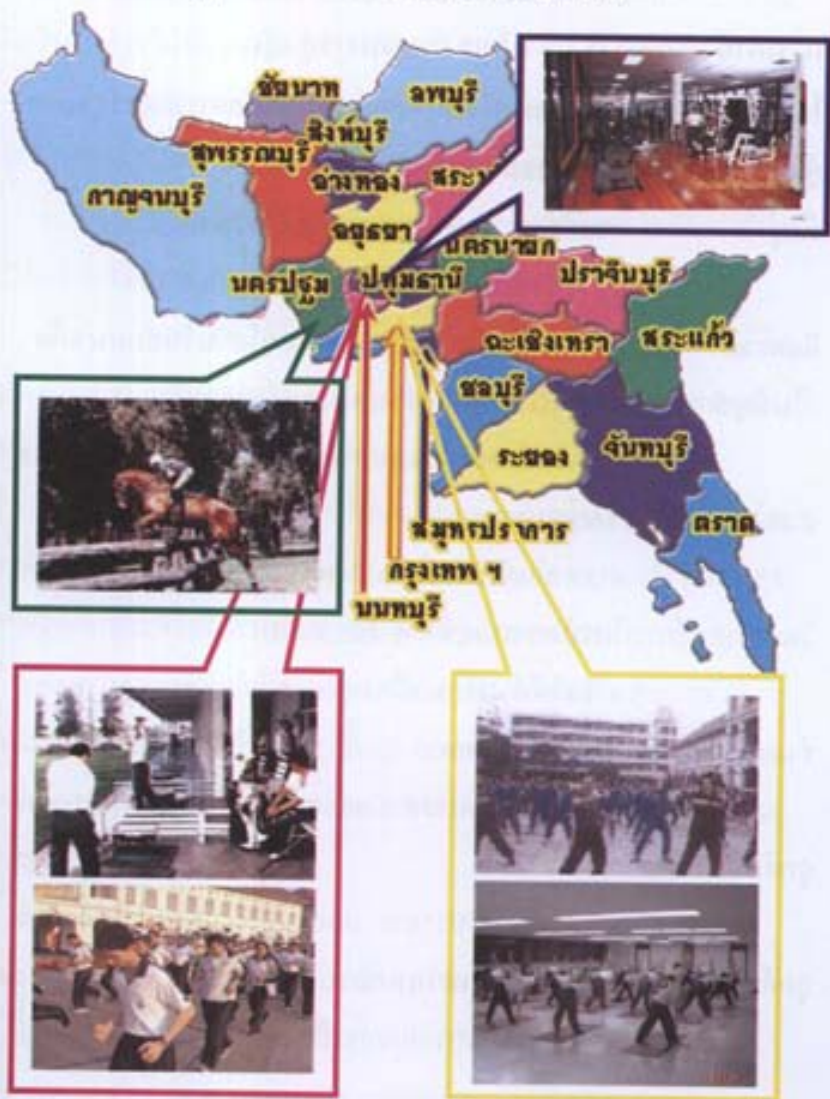 ชัยนาท
ลพบุรี
สิงห์บุรี
สุพรรณบุรี
อ่างทอง
สระบ
กาญจนบุรี
อยุธยา
นครนายก
นครปฐม
ปทุมธานี
ปราจีนบุรี
ฉะเชิงเทรา
สระแก้ว
ชลบุรี
ระยอง
จันทบุรี
สมุทรปราการ
ตราด
กรุงเทพ ฯ
นนทบุรี